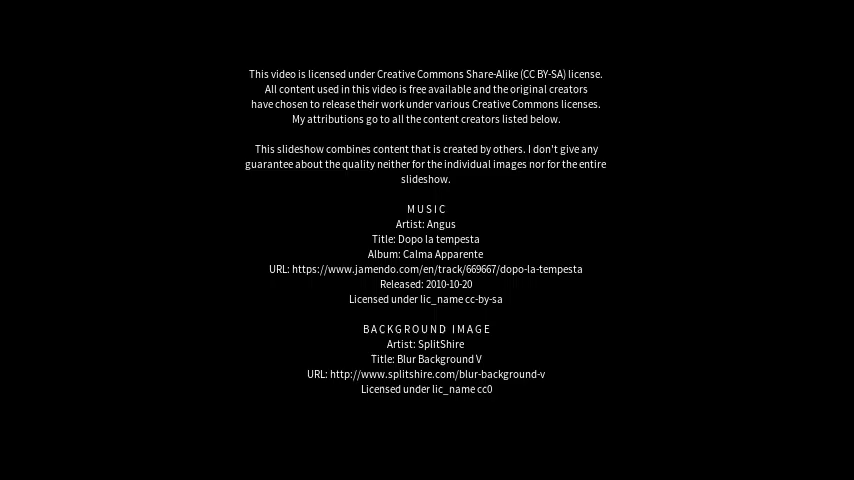 This video is licensed under Creative Commons Share-Alike (CC BY-SA) license.
All content used in this video is free available and the original creators
have chosen to release their work under various Creative Commons licenses.
My attributions go to all the content creators listed below.
This slideshow combines content that is created by others. I don't give any
guarantee about the quality neither for the individual images nor for the entire
slideshow.
MUSIC
Artist: Angus
Title: Dopo la tempesta
Album: Calma Apparente
URL: https://www.jamendo.com/en/track/669667/dopo-la-tempesta
Released: 2010-10-20
Licensed under lic_name cc-by-sa
BACKGROUND IMAGE
Artist: SplitShire
Title: Blur Background V
URL: http://www.splitshire.com/blur-background-v
Licensed under lic_name cc0